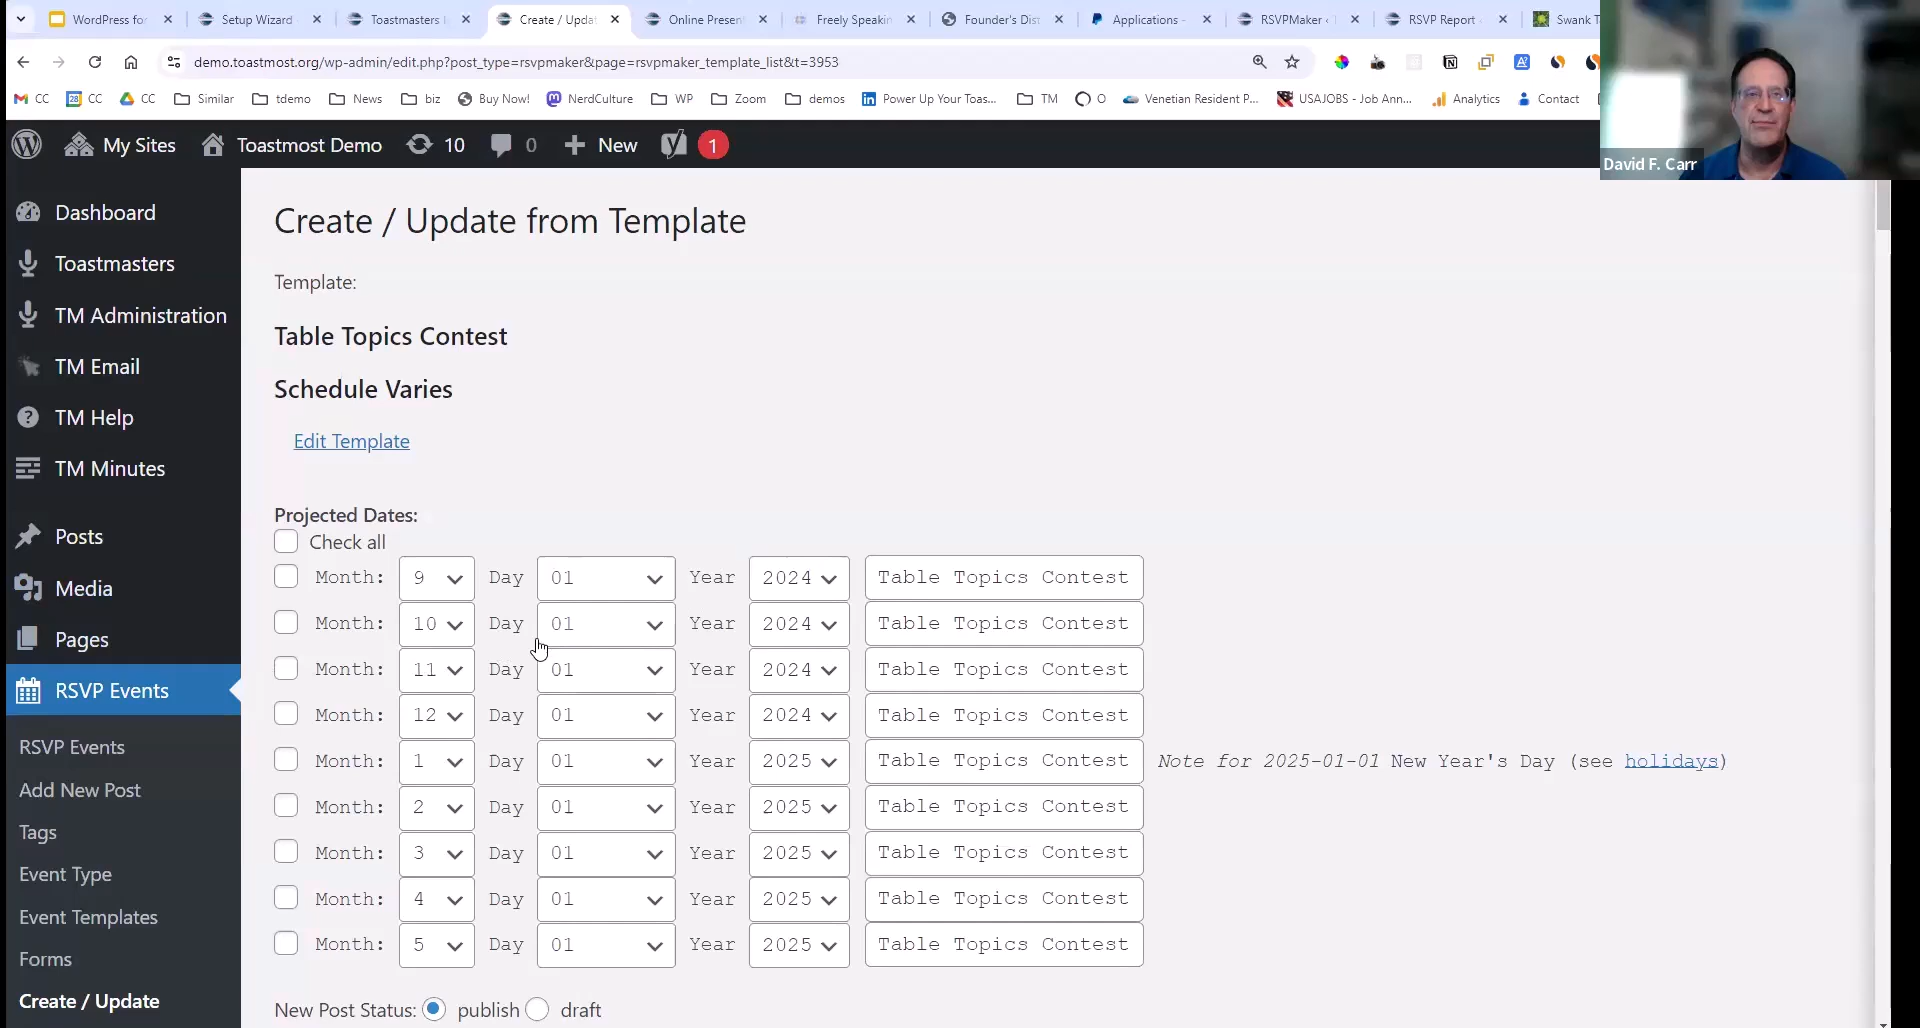 WordPress for
Setup Wizard
Toastmasters
Create / Updat
Online Presen
Freely Speakin
Founder's Dist
Applications -
RSVPMaker ‹
RSVP Report
Swank T
demo.toastmost.org/wp-admin/edit.php?post_type=rsvpmaker&page=rsvpmaker_template_list&t=3953
CC
28 CC
CC
Similar
tdemo
News
biz
Buy Now!
NerdCulture
WP
Zoom
demos
Power Up Your Toas...
TM
O
Venetian Resident P...
USAJOBS - Job Ann...
Analytics
Contact
David F. Carr
My Sites
Toastmost Demo
10
0
New
1
Dashboard
Toastmasters
TM Administration
TM Email
TM Help
TM Minutes
Posts
Media
Pages
RSVP Events
RSVP Events
Add New Post
Tags
Event Type
Event Templates
Forms
Create / Update
Create / Update from Template
Template:
Table Topics Contest
Schedule Varies
Edit Template
Projected Dates:
Check all
Month: 9 Day 01 Year 2024 Table Topics Contest
Month: 10 Day 01 Year 2024 Table Topics Contest
Month: 11 Day 01 Year 2024 Table Topics Contest
Month: 12 Day 01 Year 2024 Table Topics Contest
Month: 1 Day 01 Year 2025 Table Topics Contest Note for 2025-01-01 New Year's Day (see holidays)
Month: 2 Day 01 Year 2025 Table Topics Contest
Month: 3 Day 01 Year 2025 Table Topics Contest
Month: 4 Day 01 Year 2025 Table Topics Contest
Month: 5 Day 01 Year 2025 Table Topics Contest
New Post Status: publish draft